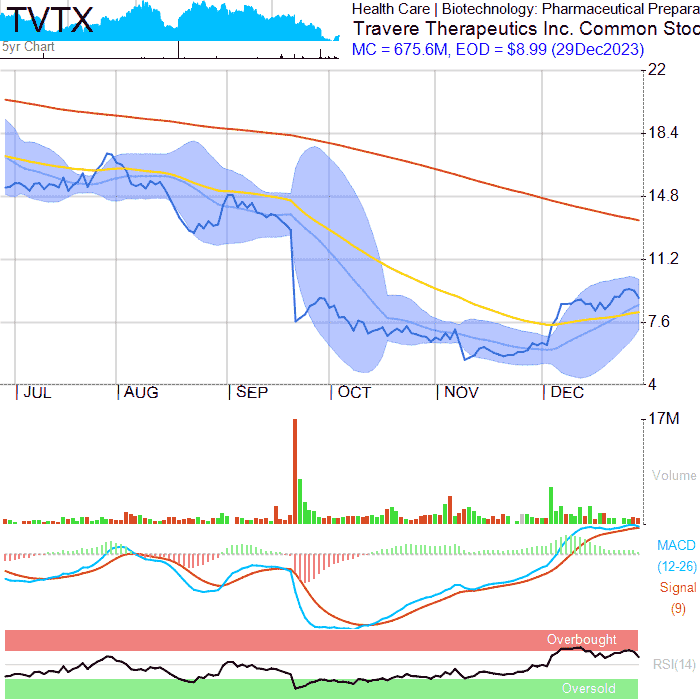 TVTX
5yr Chart
Health Care | Biotechnology: Pharmaceutical Prepara
Travere Therapeutics Inc. Common Stoc
MC = 675.6M, EOD = $8.99 (29Dec2023)
22
18.4
14.8
11.2
7.6
4
JUL AUG SEP OCT NOV DEC
17M
Volume
MACD
(12-26)
Signal
(9)
Overbought
RSI(14)
Oversold